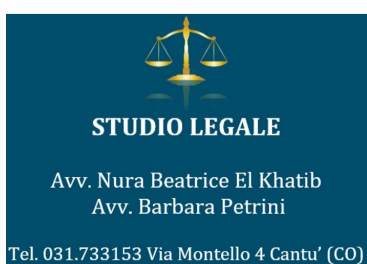 STUDIO LEGALE
Avv. Nura Beatrice El Khatib
Avv. Barbara Petrini
Tel. 031.733153 Via Montello 4 Cantu' (CO)